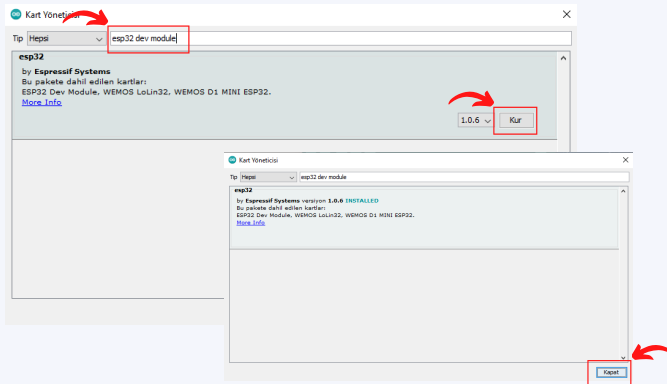 Kart Yöneticisi
Tip Hepsi esp32 dev module
esp32
by Espressif Systems
Bu pakete dahil edilen kartlar:
ESP32 Dev Module, WEMOS LoLin32, WEMOS D1 MINI ESP32.
More Info
1.0.6 Kur
Kart Yöneticisi
Tip Hepsi esp32 dev module
esp32
by Espressif Systems versiyon 1.0.6 INSTALLED
Bu pakete dahil edilen kartlar:
ESP32 Dev Module, WEMOS LoLin32, WEMOS D1 MINI ESP32.
More Info
Kapat